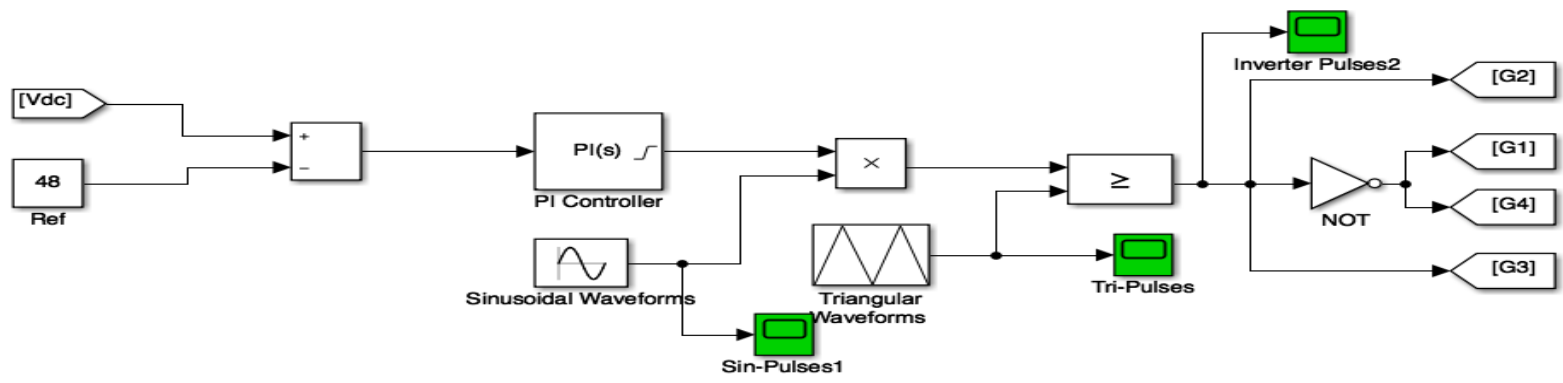 Inverter Pulses2
[G2]
[Vdc]
+
−
48
Ref
PI(s)
PI Controller
×
≥
NOT
[G1]
[G4]
[G3]
Sinusoidal Waveforms
Triangular
Waveforms
Tri-Pulses
Sin-Pulses1